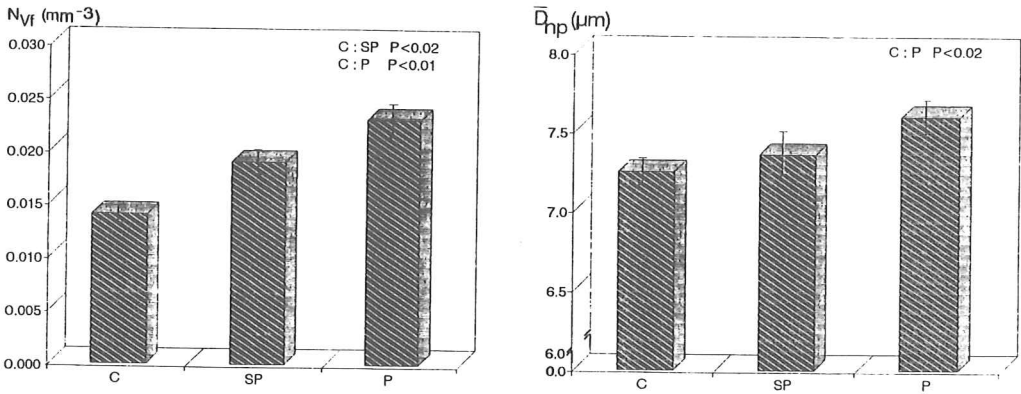 N_Vf (mm⁻³)
0.030
0.025
0.020
0.015
0.010
0.005
0.000
C : SP P<0.02
C : P P<0.01
C SP P
D̅_np (µm)
8.0
7.5
7.0
6.5
6.0
0.0
C : P P<0.02
C SP P